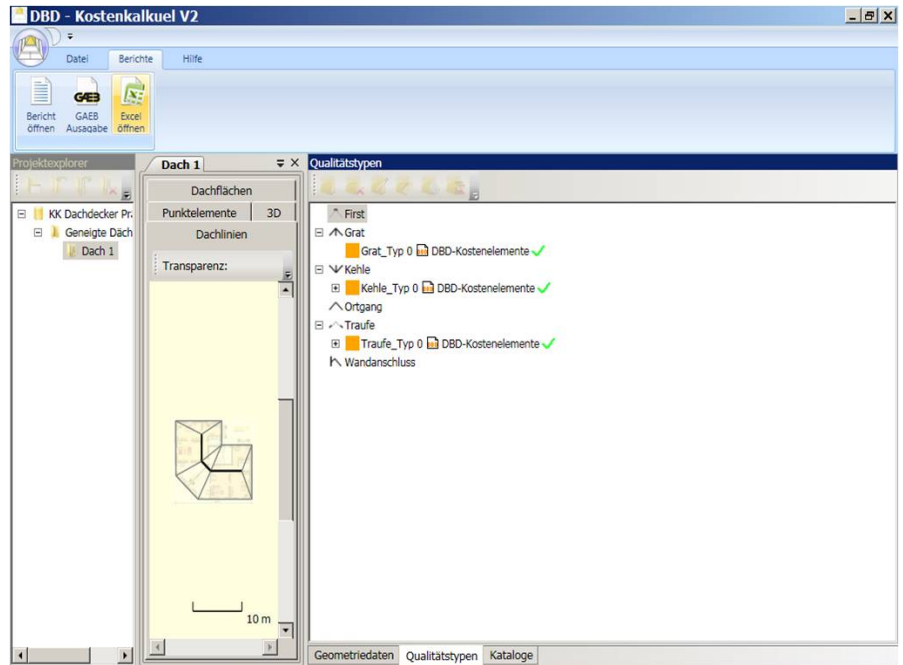 DBD - Kostenkalkuel V2
Datei Berichte Hilfe
Bericht öffnen
GAEB Ausgabe
Excel öffnen
Projektexplorer
KK Dachdecker Pr
Geneigte Däch
Dach 1
Dach 1
Dachflächen
Punktelemente 3D
Dachlinien
Transparenz:
10 m
Qualitätstypen
First
Grat
Grat_Typ 0 DBD-Kostenelemente
Kehle
Kehle_Typ 0 DBD-Kostenelemente
Ortgang
Traufe
Traufe_Typ 0 DBD-Kostenelemente
Wandanschluss
Geometriedaten Qualitätstypen Kataloge